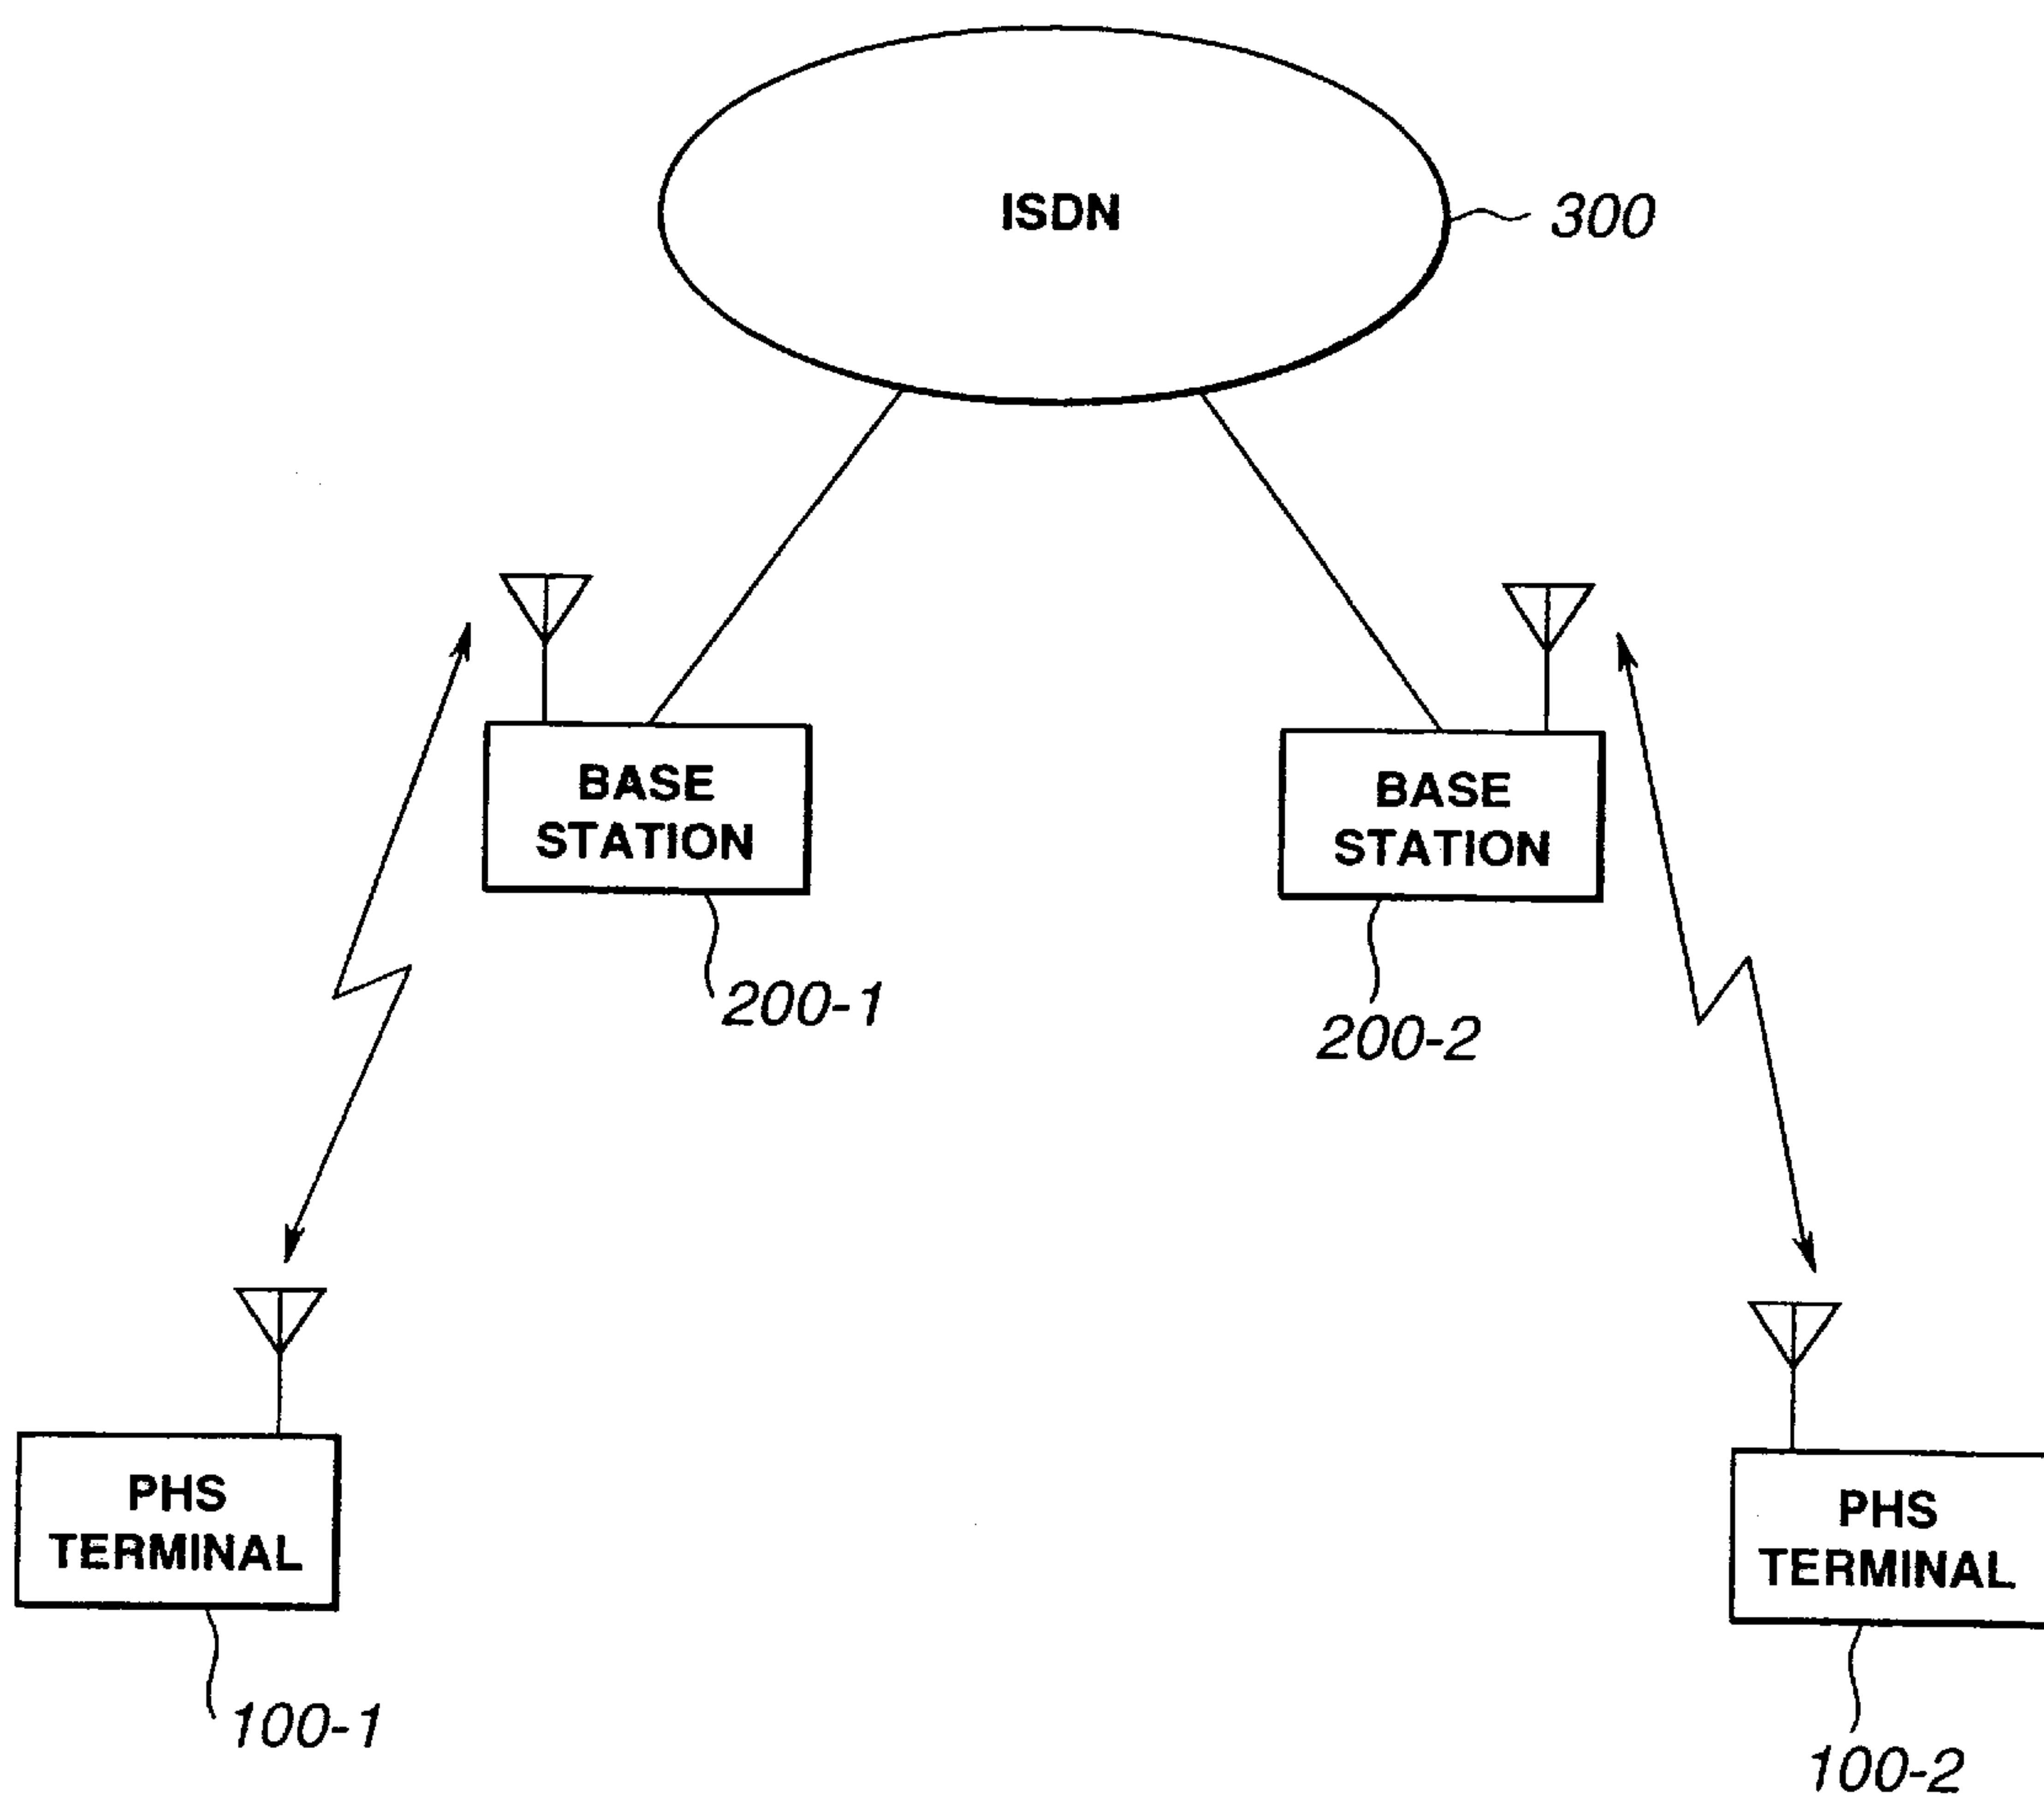 ISDN
300
BASE
STATION
BASE
STATION
200-1
200-2
PHS
TERMINAL
PHS
TERMINAL
100-1
100-2